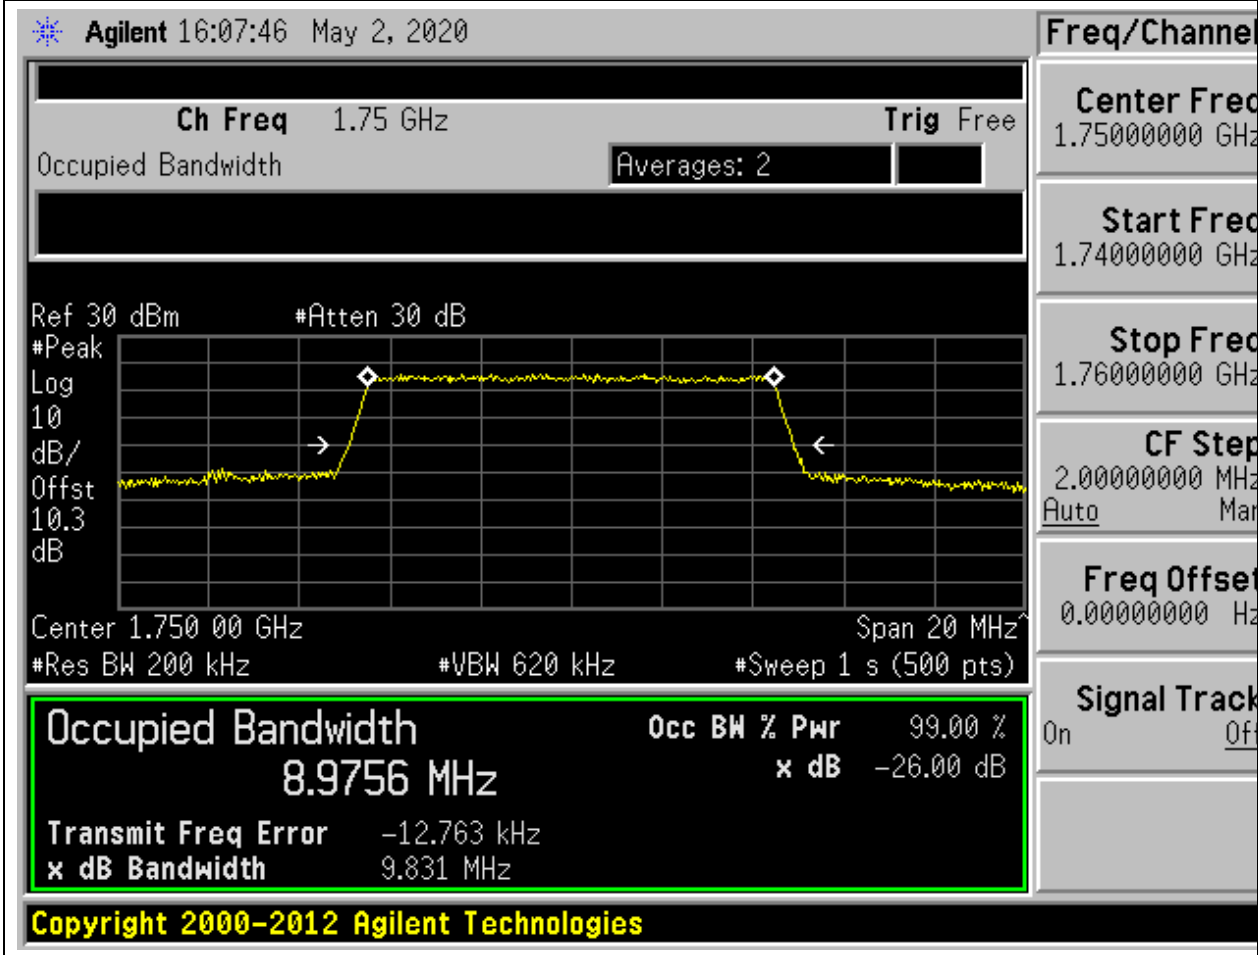 Agilent 16:07:46 May 2, 2020
Freq/Channel
Ch Freq 1.75 GHz Trig Free
Occupied Bandwidth Averages: 2
Center Freq
1.75000000 GHz
Start Freq
1.74000000 GHz
Stop Freq
1.76000000 GHz
CF Step
2.00000000 MHz
Auto Man
Freq Offset
0.00000000 Hz
Signal Track
On Off
Ref 30 dBm #Atten 30 dB
#Peak
Log
10
dB/
Offst
10.3
dB
Center 1.750 00 GHz Span 20 MHz^
#Res BW 200 kHz #VBW 620 kHz #Sweep 1 s (500 pts)
Occupied Bandwidth
8.9756 MHz
Occ BW % Pwr 99.00 %
x dB -26.00 dB
Transmit Freq Error -12.763 kHz
x dB Bandwidth 9.831 MHz
Copyright 2000-2012 Agilent Technologies